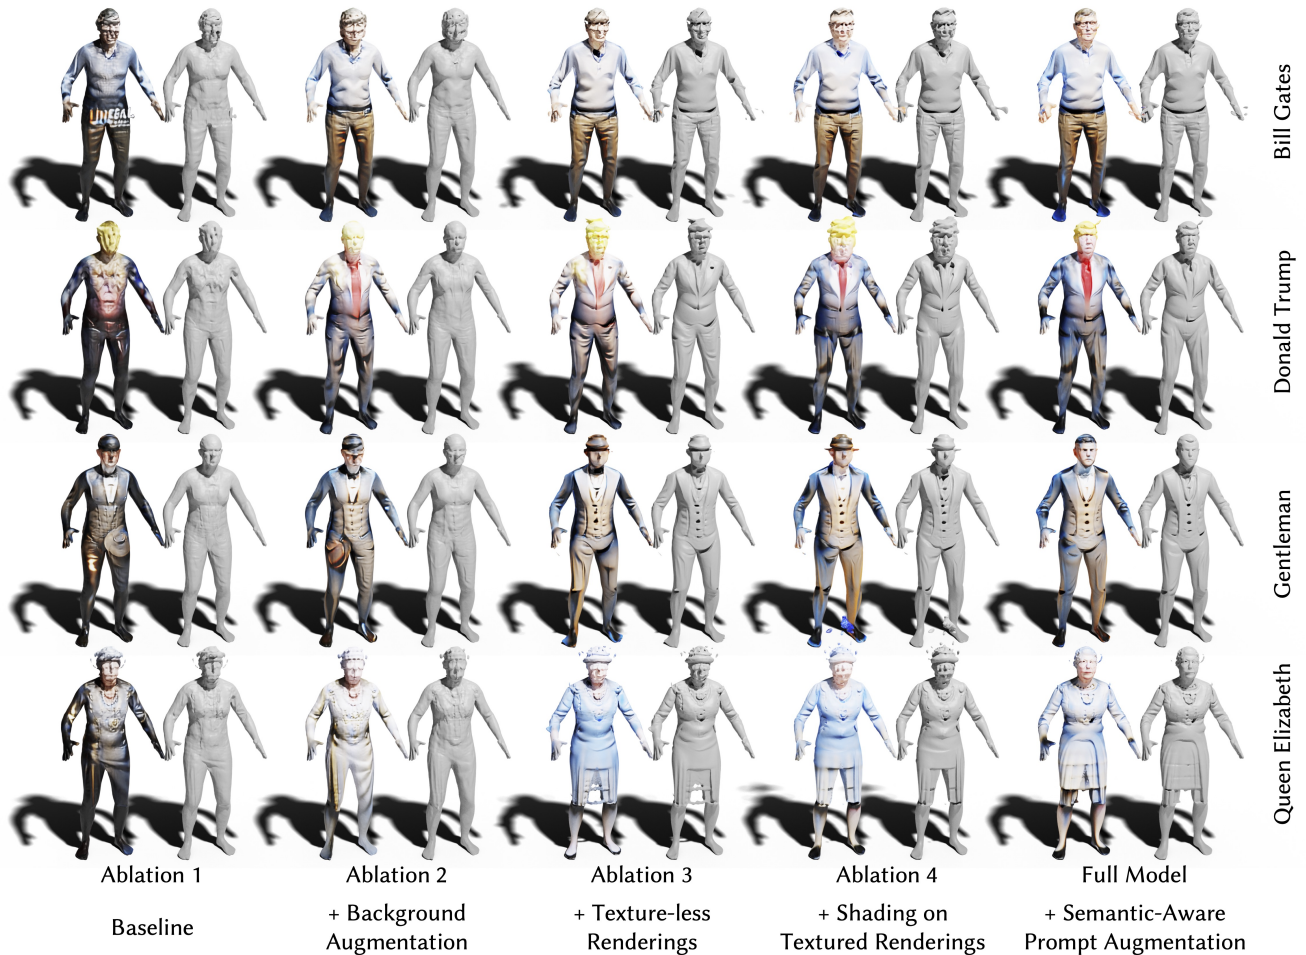 Bill Gates
Donald Trump
Gentleman
Queen Elizabeth
Ablation 1
Ablation 2
Ablation 3
Ablation 4
Full Model
Baseline
+ Background
Augmentation
+ Texture-less
Renderings
+ Shading on
Textured Renderings
+ Semantic-Aware
Prompt Augmentation